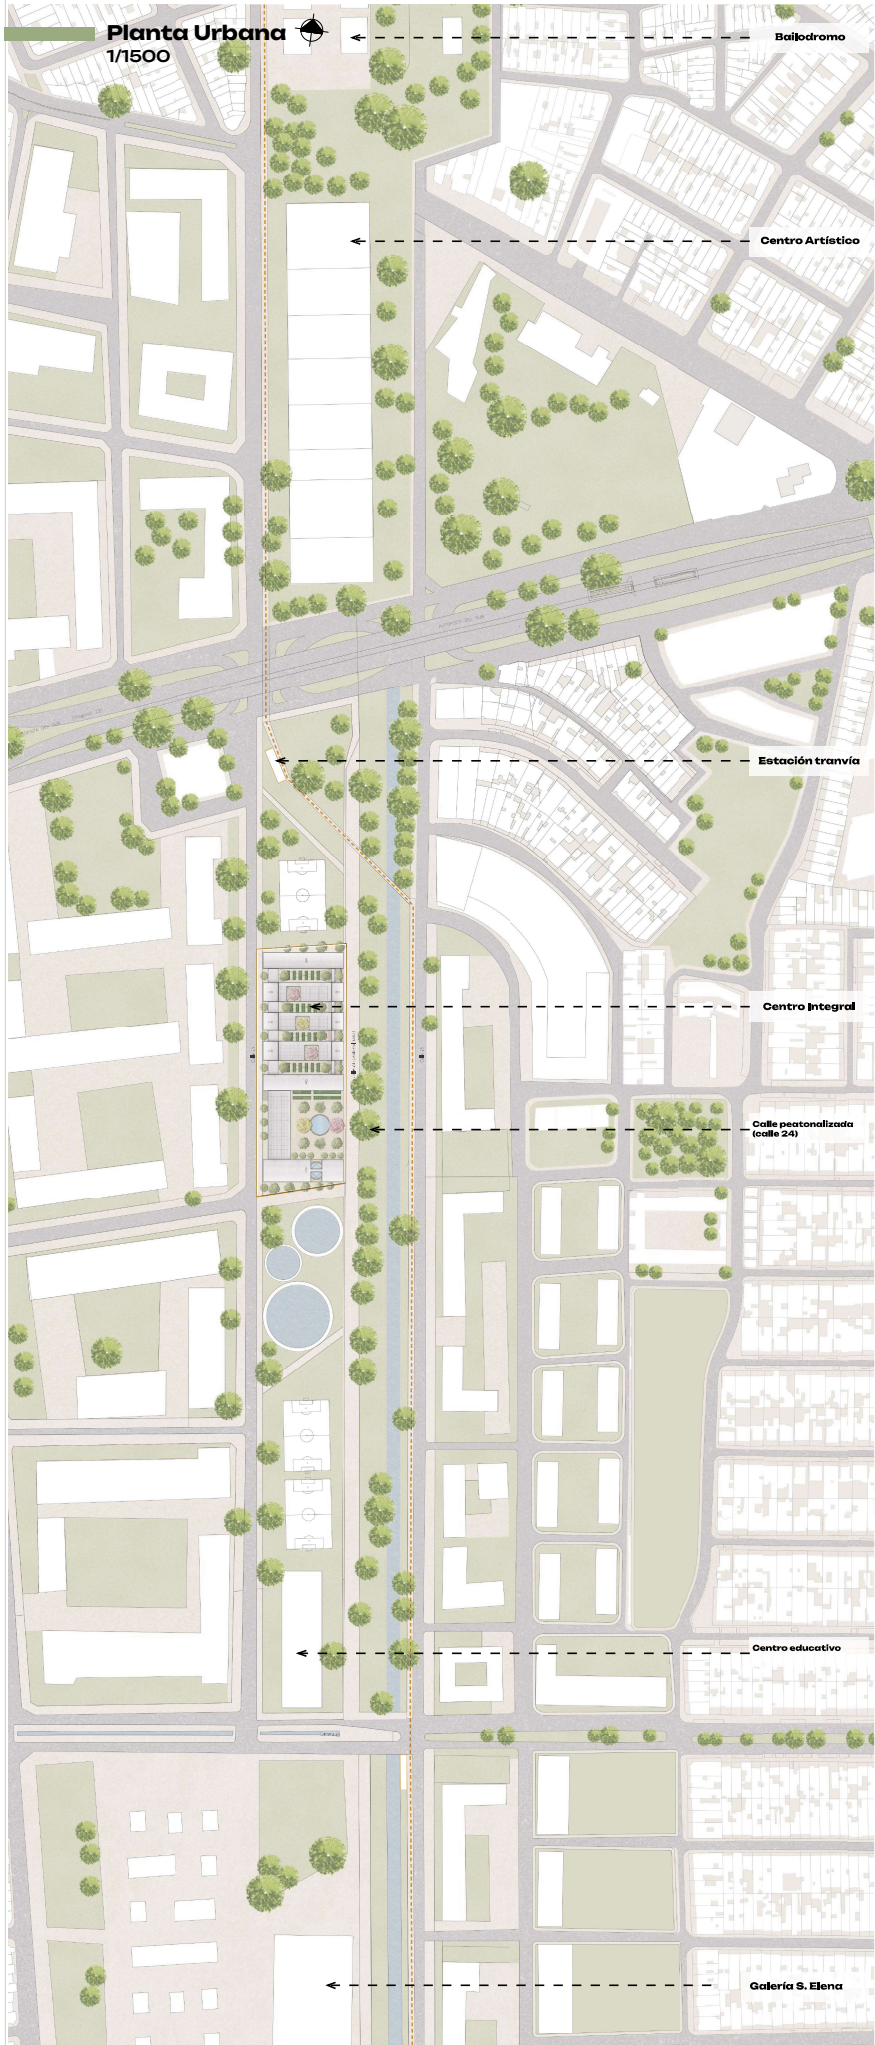 Planta Urbana
1/1500
Bailodromo
Centro Artístico
Estación tranvía
Centro Integral
Calle peatonalizada
(calle 24)
Centro educativo
Galería S. Elena